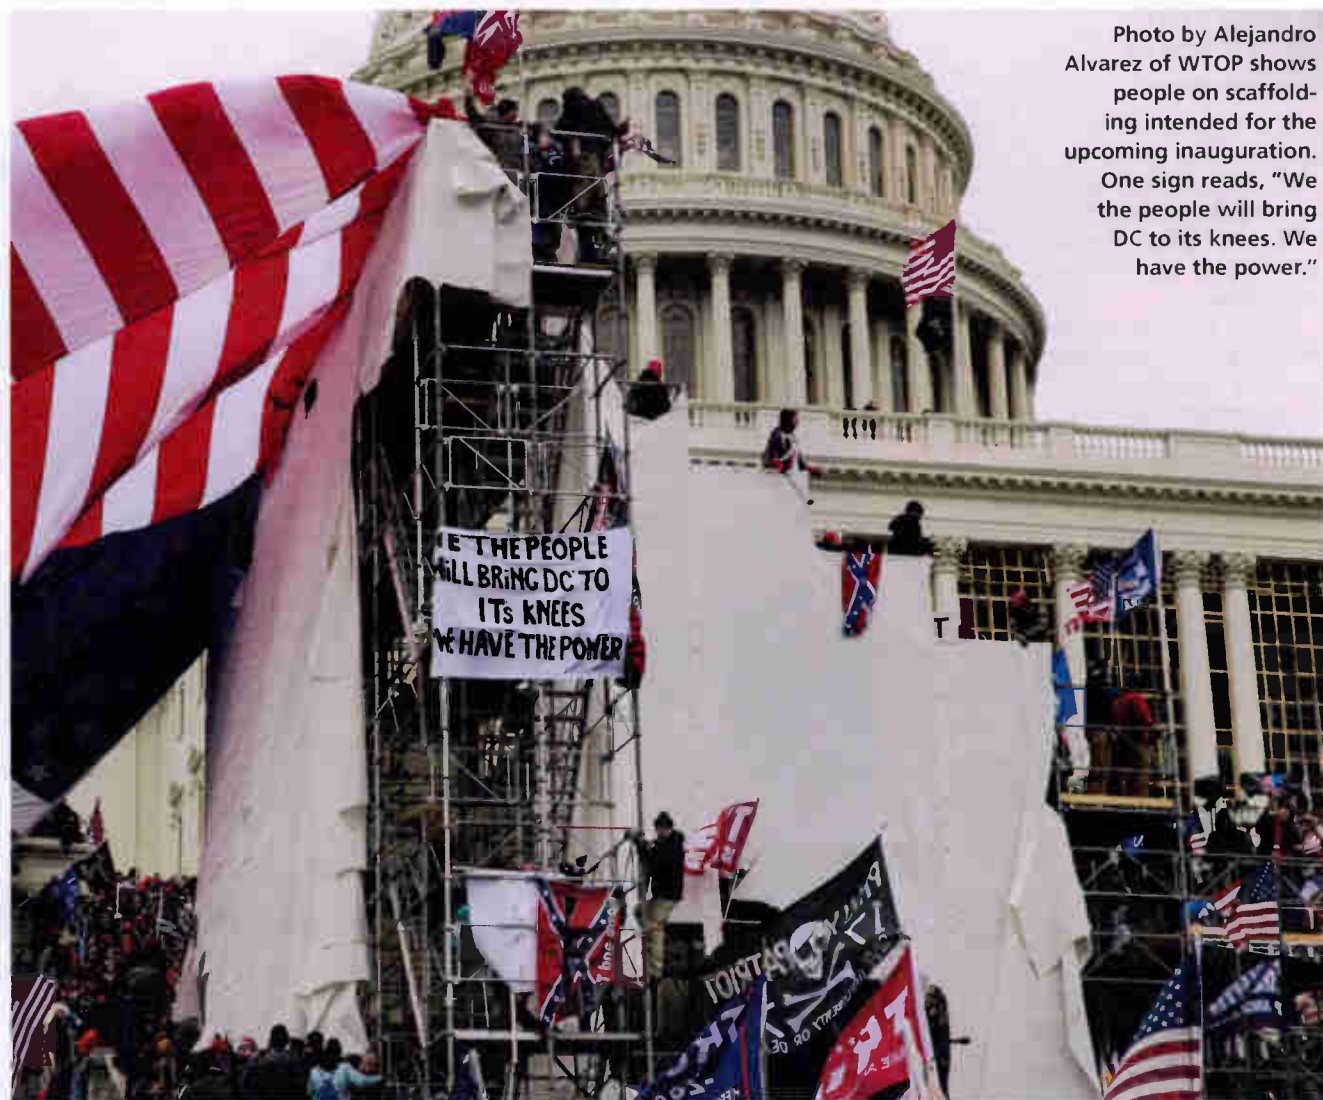 Photo by Alejandro
Alvarez of WTOP shows
people on scaffold-
ing intended for the
upcoming inauguration.
One sign reads, "We
the people will bring
DC to its knees. We
have the power."
E THE PEOPLE
iLL BRiNG DC TO
ITs KNEES
WE HAVE THE POWER
T
PATRIOT